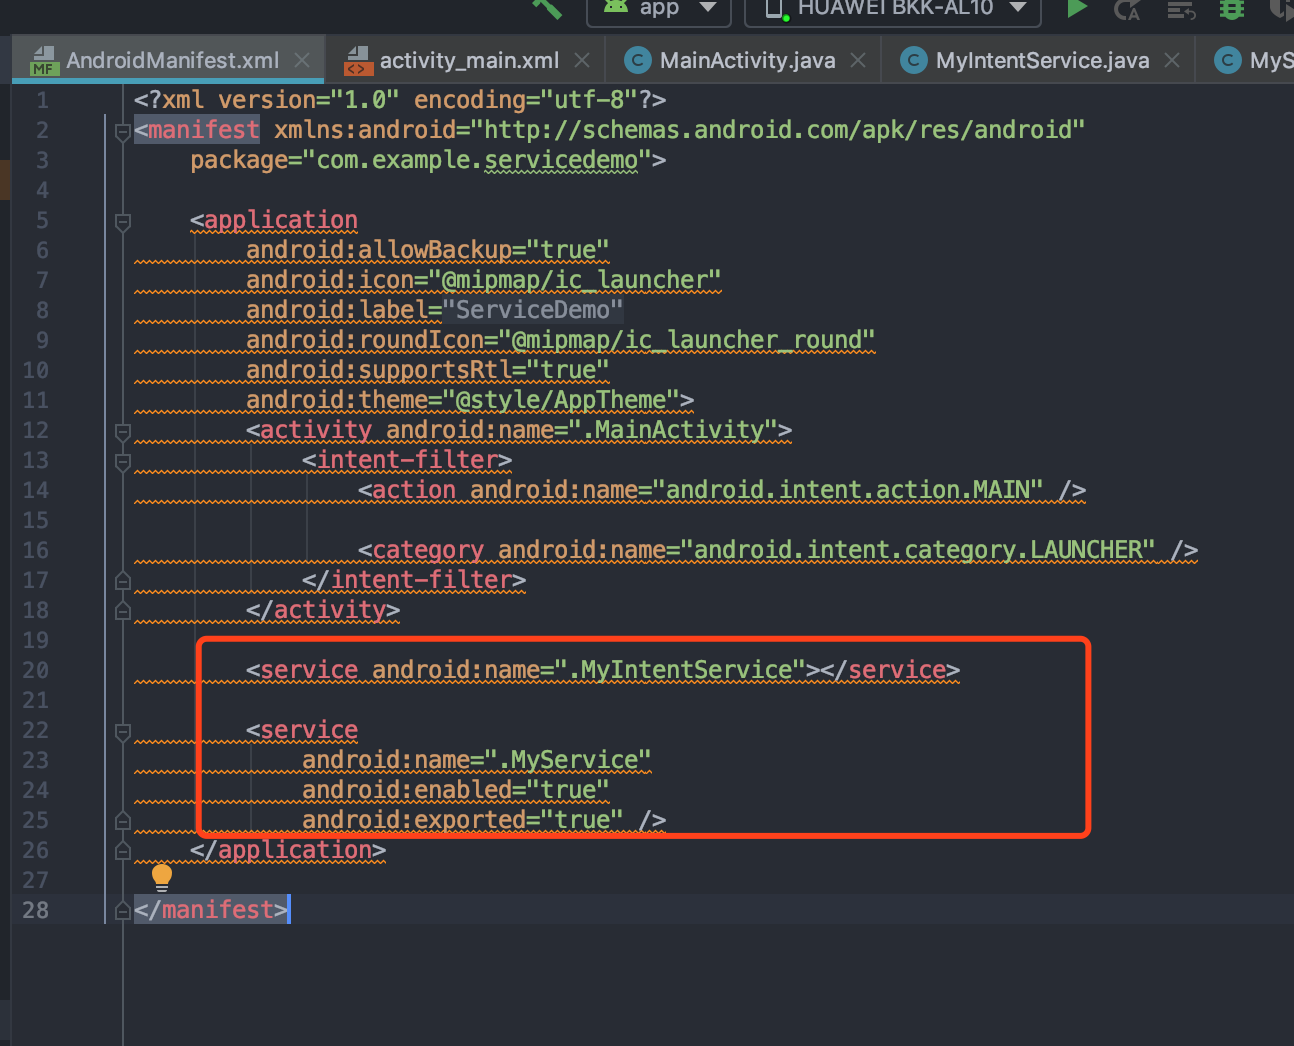 app HUAWEI BKK-AL10
AndroidManifest.xml activity_main.xml MainActivity.java MyIntentService.java MyS
1 <?xml version="1.0" encoding="utf-8"?>
2 <manifest xmlns:android="http://schemas.android.com/apk/res/android"
3 package="com.example.servicedemo">
4
5 <application
6 android:allowBackup="true"
7 android:icon="@mipmap/ic_launcher"
8 android:label="ServiceDemo"
9 android:roundIcon="@mipmap/ic_launcher_round"
10 android:supportsRtl="true"
11 android:theme="@style/AppTheme">
12 <activity android:name=".MainActivity">
13 <intent-filter>
14 <action android:name="android.intent.action.MAIN" />
15
16 <category android:name="android.intent.category.LAUNCHER" />
17 </intent-filter>
18 </activity>
19
20 <service android:name=".MyIntentService"></service>
21
22 <service
23 android:name=".MyService"
24 android:enabled="true"
25 android:exported="true" />
26 </application>
27
28 </manifest>